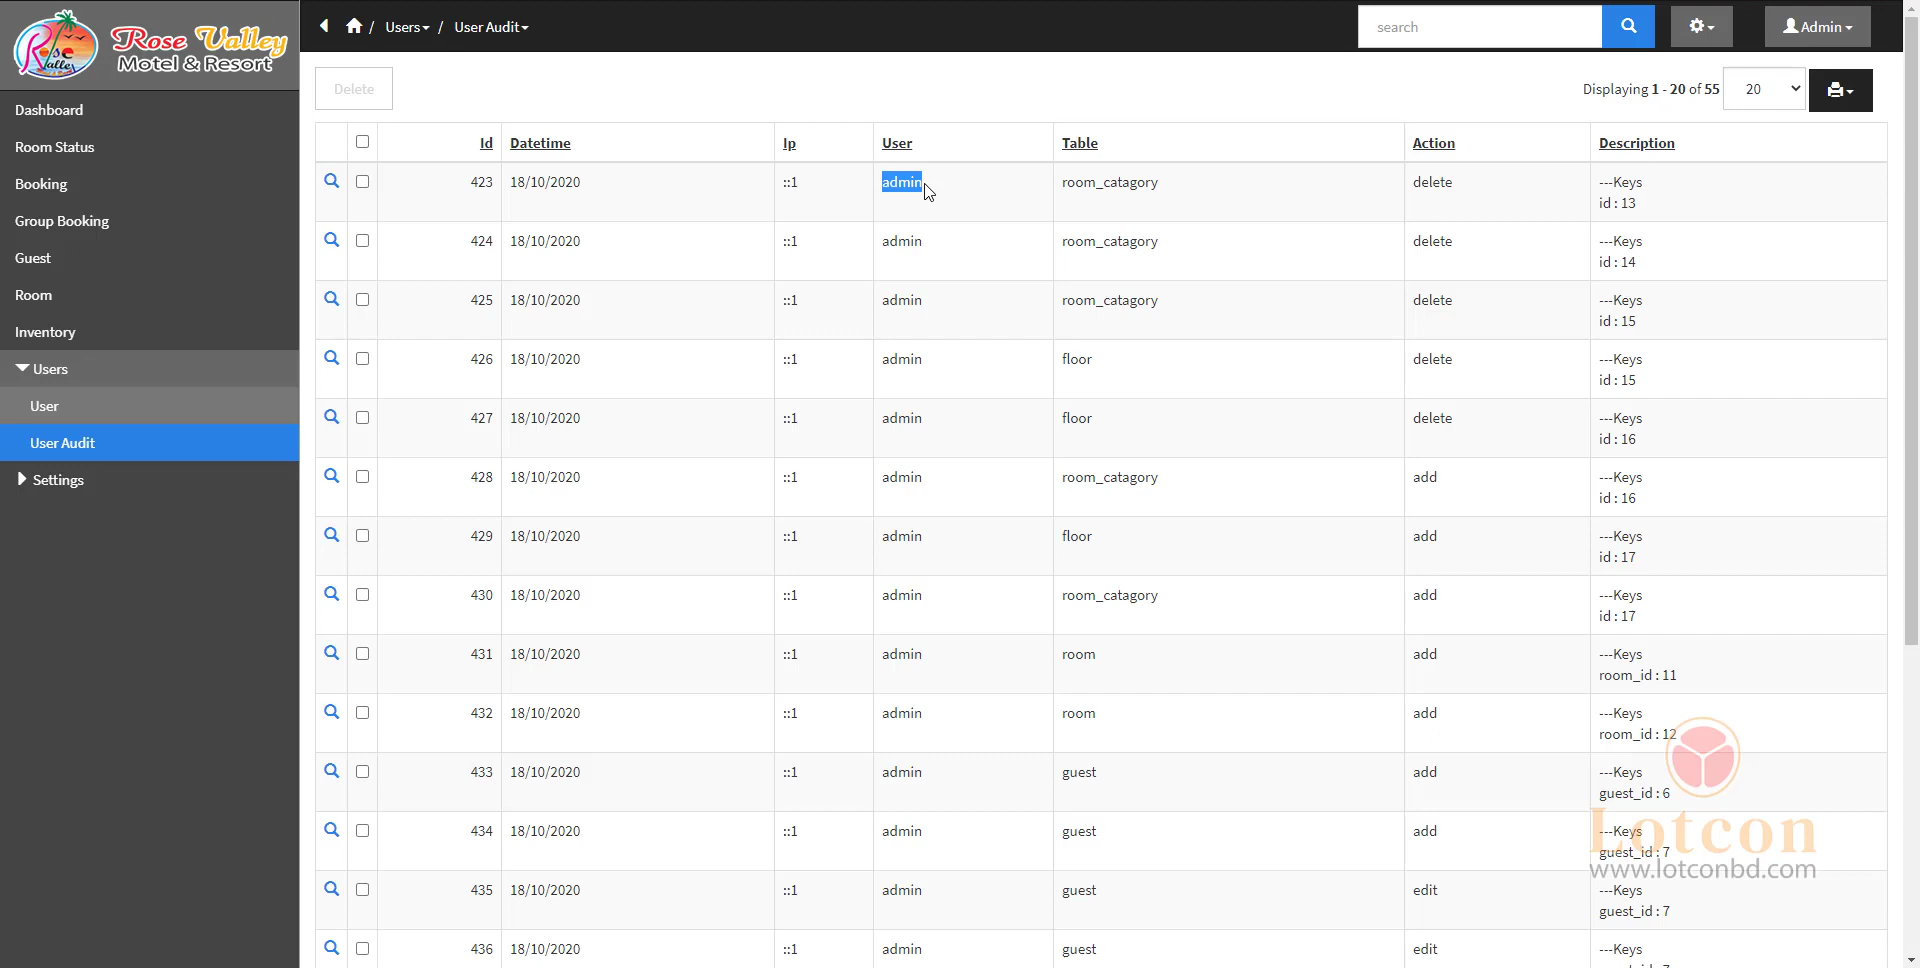 Rose Valley
Motel & Resort
Users
/
User Audit
search
Admin
Delete
Displaying 1 - 20 of 55
20
Dashboard
Room Status
Booking
Group Booking
Guest
Room
Inventory
Users
User
User Audit
Settings
Id Datetime Ip User Table Action Description
423 18/10/2020 ::1 admin room_catagory delete ---Keys
id : 13
424 18/10/2020 ::1 admin room_catagory delete ---Keys
id : 14
425 18/10/2020 ::1 admin room_catagory delete ---Keys
id : 15
426 18/10/2020 ::1 admin floor delete ---Keys
id : 15
427 18/10/2020 ::1 admin floor delete ---Keys
id : 16
428 18/10/2020 ::1 admin room_catagory add ---Keys
id : 16
429 18/10/2020 ::1 admin floor add ---Keys
id : 17
430 18/10/2020 ::1 admin room_catagory add ---Keys
id : 17
431 18/10/2020 ::1 admin room add ---Keys
room_id : 11
432 18/10/2020 ::1 admin room add ---Keys
room_id : 12
433 18/10/2020 ::1 admin guest add ---Keys
guest_id : 6
434 18/10/2020 ::1 admin guest add ---Keys
guest_id : 7
435 18/10/2020 ::1 admin guest edit ---Keys
guest_id : 7
436 18/10/2020 ::1 admin guest edit ---Keys
Lotcon
www.lotconbd.com